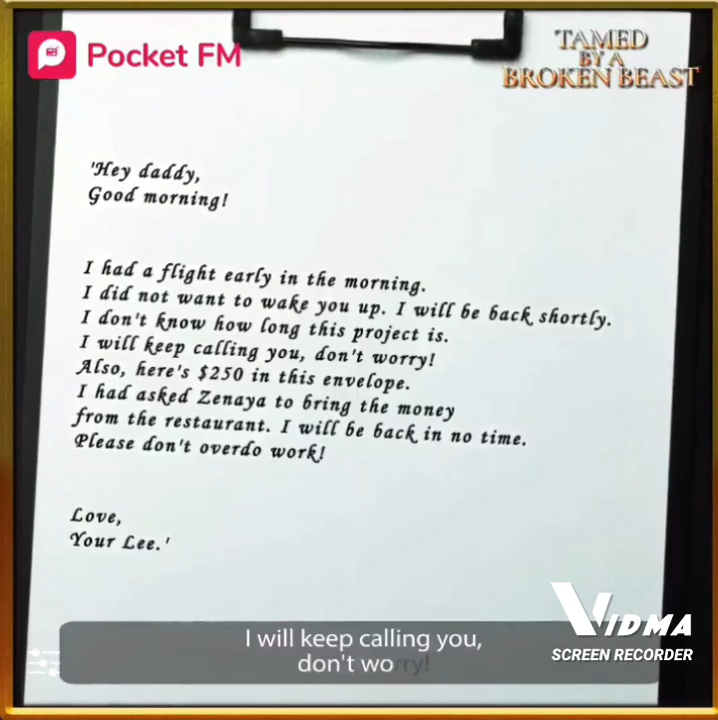 Pocket FM
TAMED
BY A
BROKEN BEAST
'Hey daddy,
Good morning!
I had a flight early in the morning.
I did not want to wake you up. I will be back shortly.
I don't know how long this project is.
I will keep calling you, don't worry!
Also, here's $250 in this envelope.
I had asked Zenaya to bring the money
from the restaurant. I will be back in no time.
Please don't overdo work!
Love,
Your Lee.'
I will keep calling you,
don't worry!
VIDMA
SCREEN RECORDER